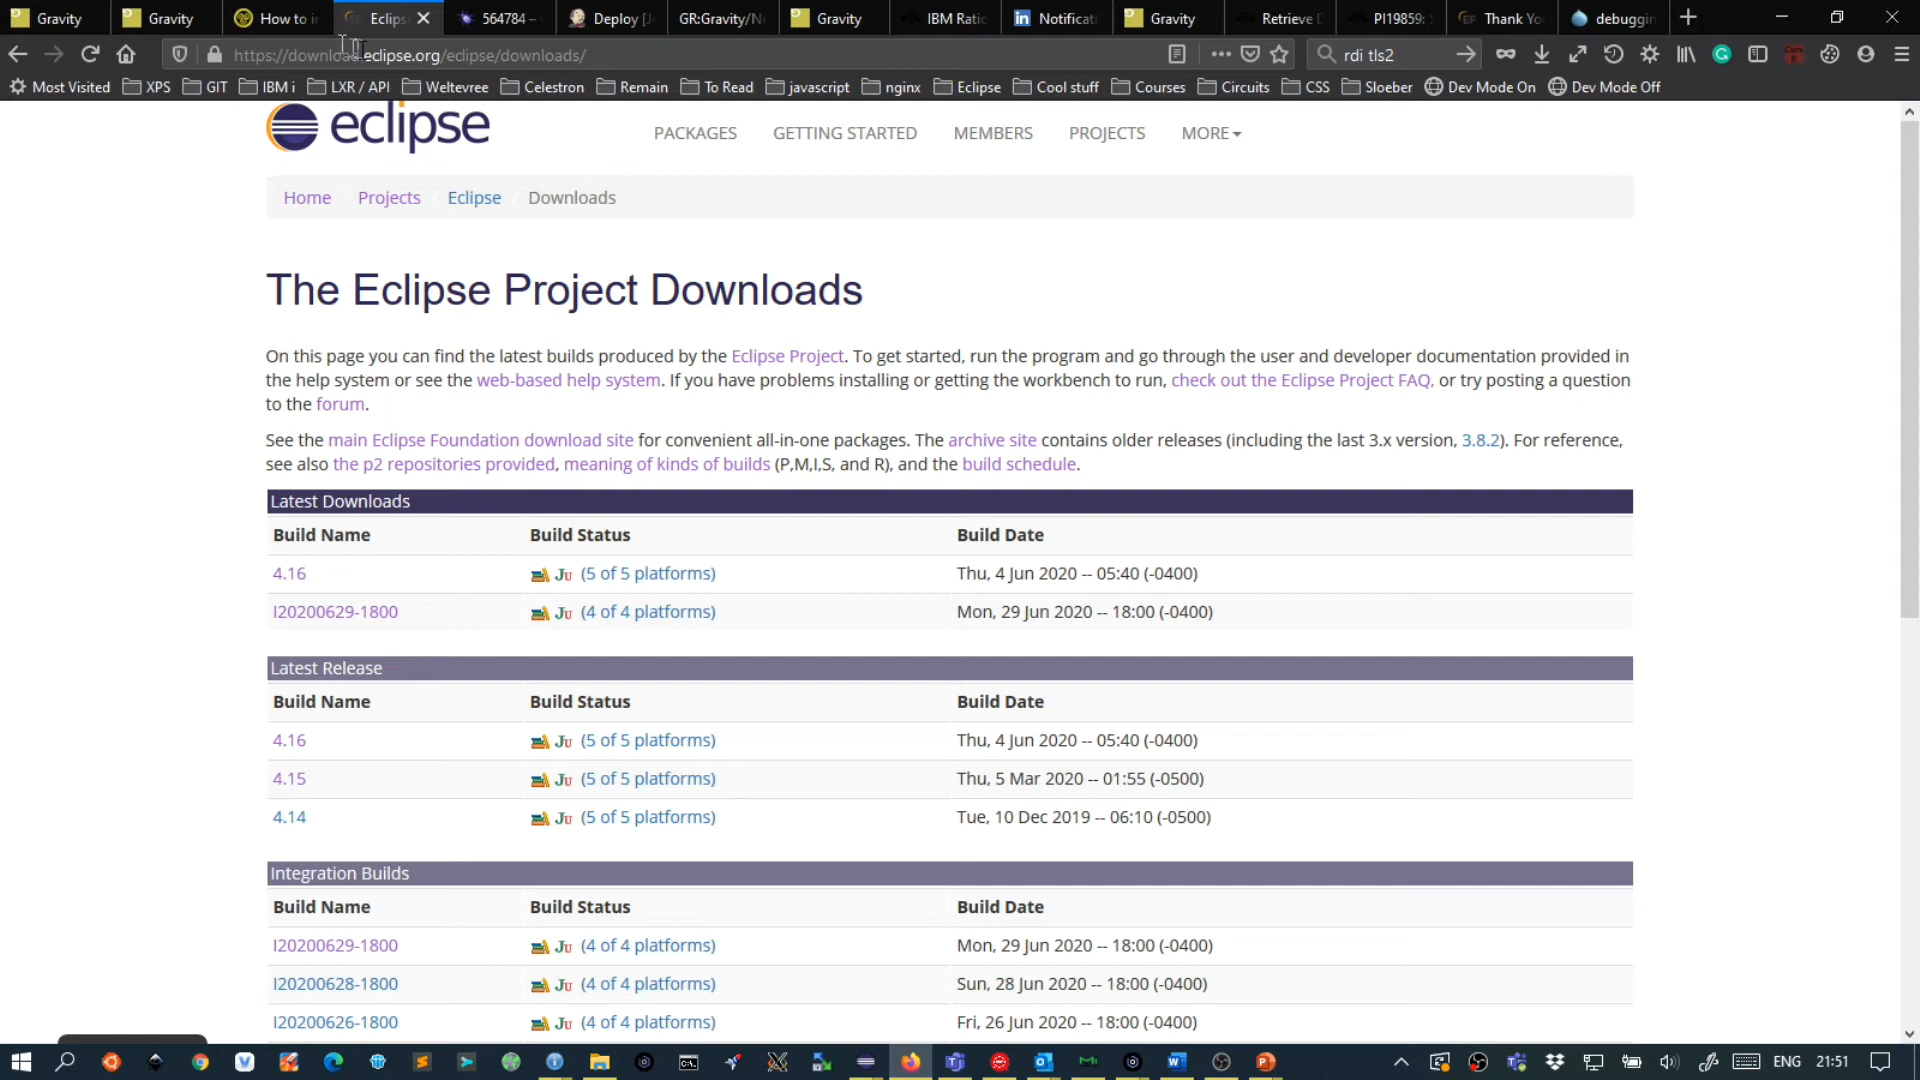 Gravity
Gravity
How to i
Eclips
564784 –
Deploy [J
GR:Gravity/N
Gravity
IBM Ratio
Notificati
Gravity
Retrieve D
PI19859:
Thank Yo
debuggin
https://download.eclipse.org/eclipse/downloads/
rdi tls2
Most Visited
XPS
GIT
IBM i
LXR / API
Weltevree
Celestron
Remain
To Read
javascript
nginx
Eclipse
Cool stuff
Courses
Circuits
CSS
Sloeber
Dev Mode On
Dev Mode Off
eclipse
PACKAGES
GETTING STARTED
MEMBERS
PROJECTS
MORE
Home
Projects
Eclipse
Downloads
The Eclipse Project Downloads
On this page you can find the latest builds produced by the Eclipse Project. To get started, run the program and go through the user and developer documentation provided in
the help system or see the web-based help system. If you have problems installing or getting the workbench to run, check out the Eclipse Project FAQ, or try posting a question
to the forum.
See the main Eclipse Foundation download site for convenient all-in-one packages. The archive site contains older releases (including the last 3.x version, 3.8.2). For reference,
see also the p2 repositories provided, meaning of kinds of builds (P,M,I,S, and R), and the build schedule.
Latest Downloads
Build Name Build Status Build Date
4.16 JU (5 of 5 platforms) Thu, 4 Jun 2020 -- 05:40 (-0400)
I20200629-1800 JU (4 of 4 platforms) Mon, 29 Jun 2020 -- 18:00 (-0400)
Latest Release
Build Name Build Status Build Date
4.16 JU (5 of 5 platforms) Thu, 4 Jun 2020 -- 05:40 (-0400)
4.15 JU (5 of 5 platforms) Thu, 5 Mar 2020 -- 01:55 (-0500)
4.14 JU (5 of 5 platforms) Tue, 10 Dec 2019 -- 06:10 (-0500)
Integration Builds
Build Name Build Status Build Date
I20200629-1800 JU (4 of 4 platforms) Mon, 29 Jun 2020 -- 18:00 (-0400)
I20200628-1800 JU (4 of 4 platforms) Sun, 28 Jun 2020 -- 18:00 (-0400)
I20200626-1800 JU (4 of 4 platforms) Fri, 26 Jun 2020 -- 18:00 (-0400)
ENG
21:51